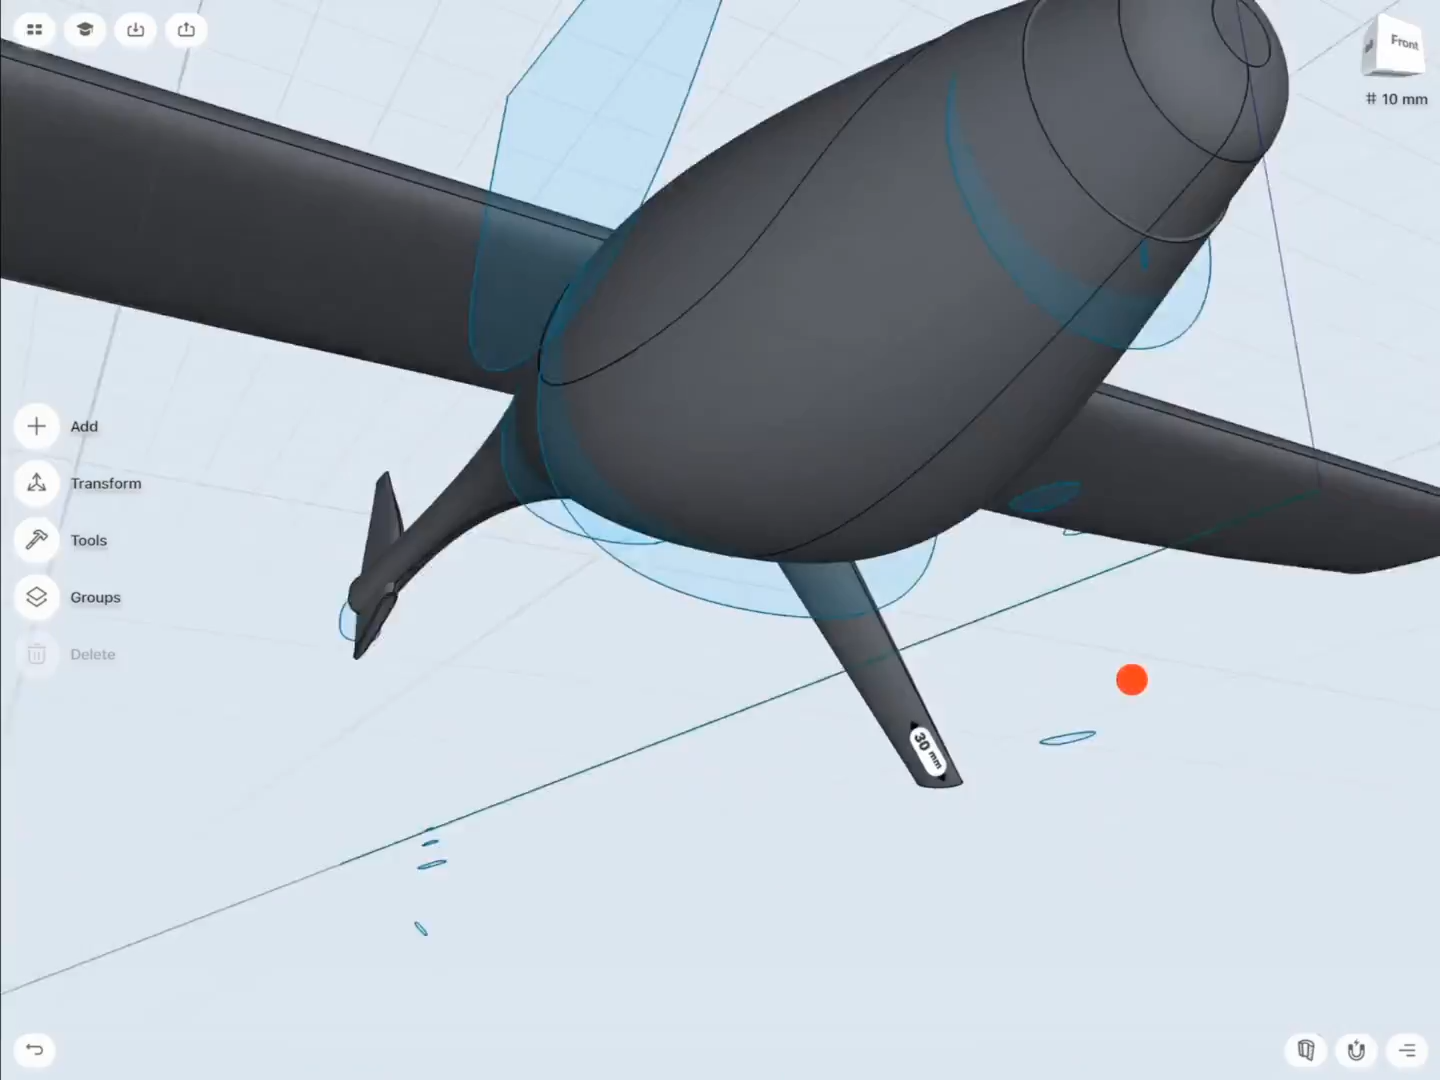 Front
10 mm
Add
Transform
Tools
Groups
Delete
30 mm